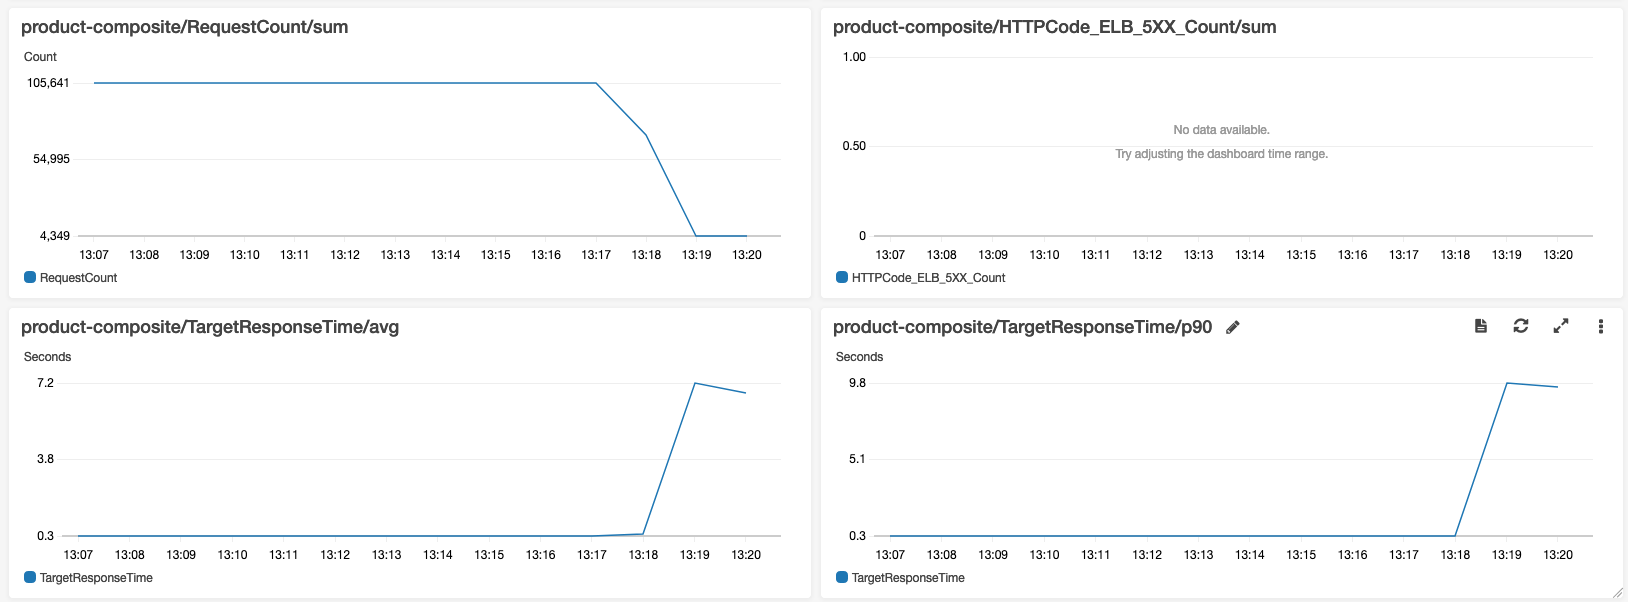 product-composite/RequestCount/sum
Count
105,641
54,995
4,349
13:07 13:08 13:09 13:10 13:11 13:12 13:13 13:14 13:15 13:16 13:17 13:18 13:19 13:20
RequestCount
product-composite/HTTPCode_ELB_5XX_Count/sum
1.00
No data available.
0.50
Try adjusting the dashboard time range.
0
13:07 13:08 13:09 13:10 13:11 13:12 13:13 13:14 13:15 13:16 13:17 13:18 13:19 13:20
HTTPCode_ELB_5XX_Count
product-composite/TargetResponseTime/avg
Seconds
7.2
3.8
0.3
13:07 13:08 13:09 13:10 13:11 13:12 13:13 13:14 13:15 13:16 13:17 13:18 13:19 13:20
TargetResponseTime
product-composite/TargetResponseTime/p90
Seconds
9.8
5.1
0.3
13:07 13:08 13:09 13:10 13:11 13:12 13:13 13:14 13:15 13:16 13:17 13:18 13:19 13:20
TargetResponseTime